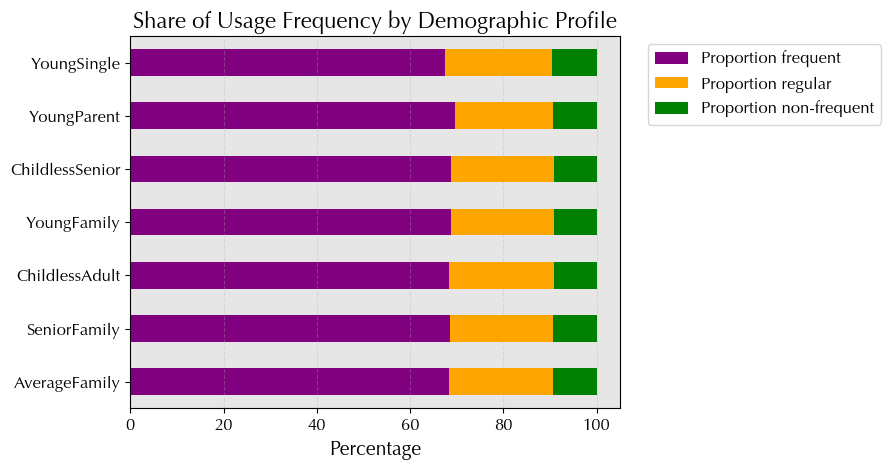 Share of Usage Frequency by Demographic Profile
YoungSingle
YoungParent
ChildlessSenior
YoungFamily
ChildlessAdult
SeniorFamily
AverageFamily
0 20 40 60 80 100
Percentage
Proportion frequent
Proportion regular
Proportion non-frequent